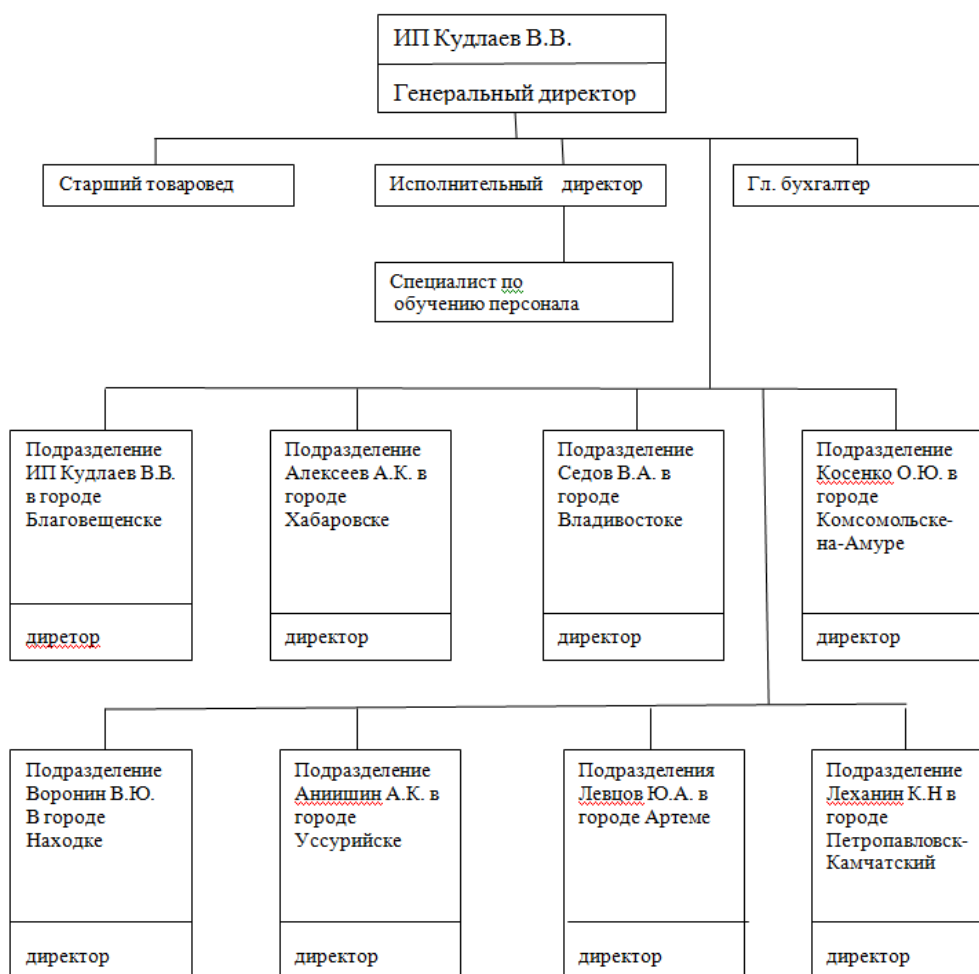 ИП Кудлаев В.В.
Генеральный директор
Старший товаровед
Исполнительный директор
Гл. бухгалтер
Специалист по
обучению персонала
Подразделение
ИП Кудлаев В.В.
в городе
Благовещенске
диретор
Подразделение
Алексеев А.К. в
городе
Хабаровске
директор
Подразделение
Седов В.А. в
городе
Владивостоке
директор
Подразделение
Косенко О.Ю. в
городе
Комсомольске-
на-Амуре
директор
Подразделение
Воронин В.Ю.
В городе
Находке
директор
Подразделение
Аниишин А.К. в
городе
Уссурийске
директор
Подразделения
Левцов Ю.А. в
городе Артеме
директор
Подразделение
Леханин К.Н в
городе
Петропавловск-
Камчатский
директор